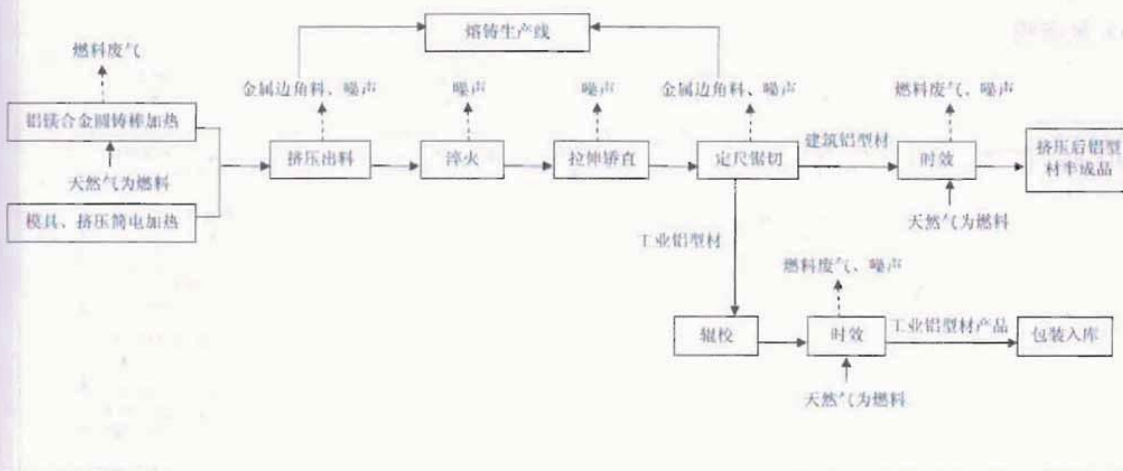 熔铸生产线
燃料废气
金属边角料、噪声
噪声
噪声
金属边角料、噪声
燃料废气、噪声
铝镁合金圆铸棒加热
挤压出料
淬火
拉伸矫直
定尺锯切
建筑铝型材
时效
挤压后铝型
材半成品
天然气为燃料
模具、挤压筒电加热
天然气为燃料
工业铝型材
燃料废气、噪声
辊校
时效
工业铝型材产品
包装入库
天然气为燃料